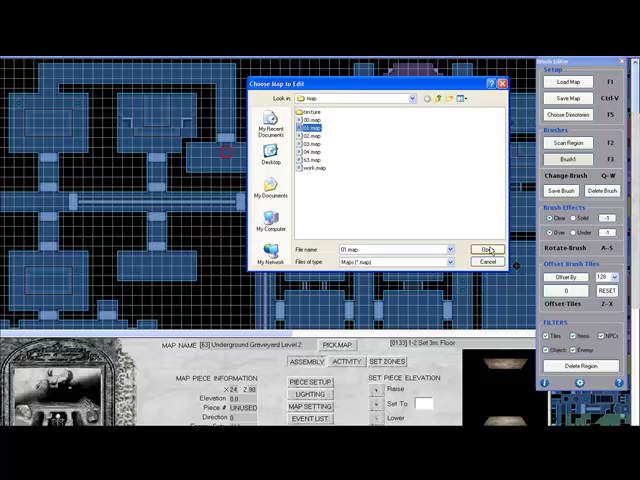 Choose Map to Edit
Look in: map
texture
00.map
01.map
02.map
03.map
04.map
63.map
work.map
My Recent Documents
Desktop
My Documents
My Computer
My Network
File name: 01.map
Files of type: Maps (*.map)
Open
Cancel
Brush Editor
Setup
Load Map F1
Save Map Ctrl-V
Choose Directories F5
Brushes
Scan Region F2
Brush1 F3
Change-Brush Q-W
Save Brush Delete Brush
Brush Effects
Clear Solid -1
Over Under -1
Rotate-Brush A-S
Offset Brush Tiles
Offset By 128
0 RESET
Offset-Tiles Z-X
FILTERS
Tiles Items NPCs
Object Enemy
Delete Region
MAP NAME [63] Underground Graveyard Level 2 PICK MAP
[0133] 1-2 Set 3m. Floor
ASSEMBLY ACTIVITY SET ZONES
MAP PIECE INFORMATION
X 24 Z 90
Elevation 0.0
Piece # UNUSED
Direction 0
PIECE SETUP
LIGHTING
MAP SETTING
EVENT LIST
SET PIECE ELEVATION
Raise
Set To
Lower